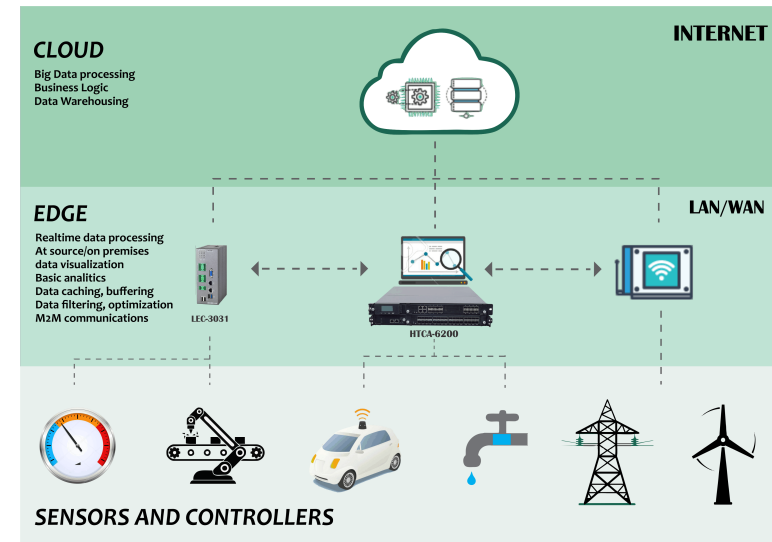 CLOUD
INTERNET
Big Data processing
Business Logic
Data Warehousing
EDGE
LAN/WAN
Realtime data processing
At source/on premises
data visualization
Basic analitics
Data caching, buffering
Data filtering, optimization
M2M communications
LEC-3031
HTCA-6200
SENSORS AND CONTROLLERS